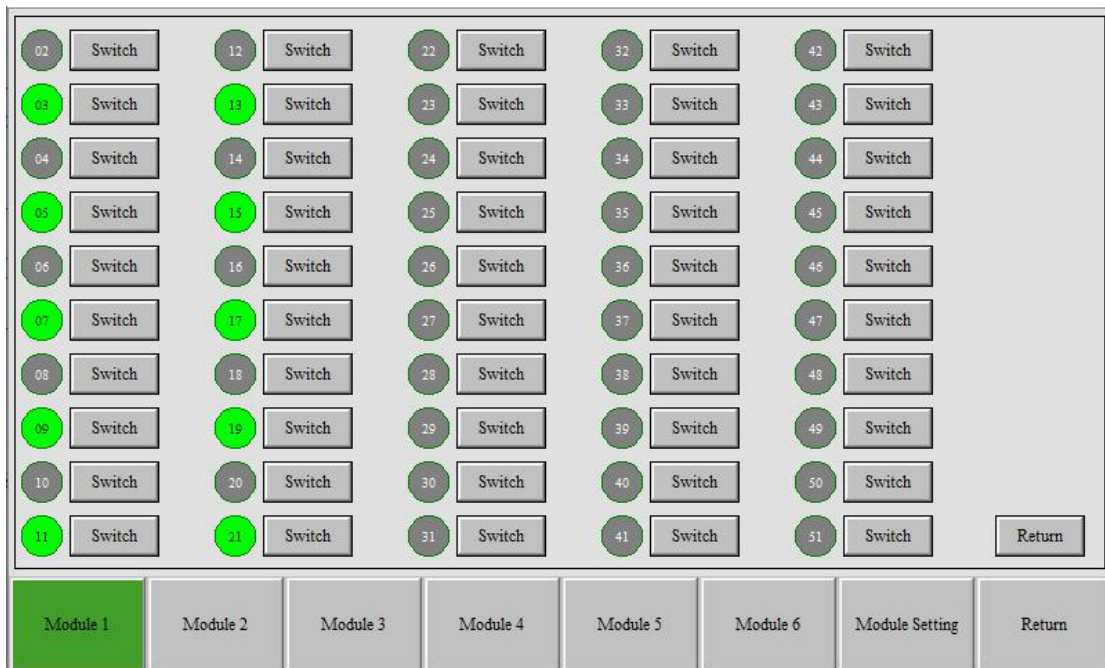 02 Switch 12 Switch 22 Switch 32 Switch 42 Switch
03 Switch 13 Switch 23 Switch 33 Switch 43 Switch
04 Switch 14 Switch 24 Switch 34 Switch 44 Switch
05 Switch 15 Switch 25 Switch 35 Switch 45 Switch
06 Switch 16 Switch 26 Switch 36 Switch 46 Switch
07 Switch 17 Switch 27 Switch 37 Switch 47 Switch
08 Switch 18 Switch 28 Switch 38 Switch 48 Switch
09 Switch 19 Switch 29 Switch 39 Switch 49 Switch
10 Switch 20 Switch 30 Switch 40 Switch 50 Switch
11 Switch 21 Switch 31 Switch 41 Switch 51 Switch Return
Module 1 Module 2 Module 3 Module 4 Module 5 Module 6 Module Setting Return